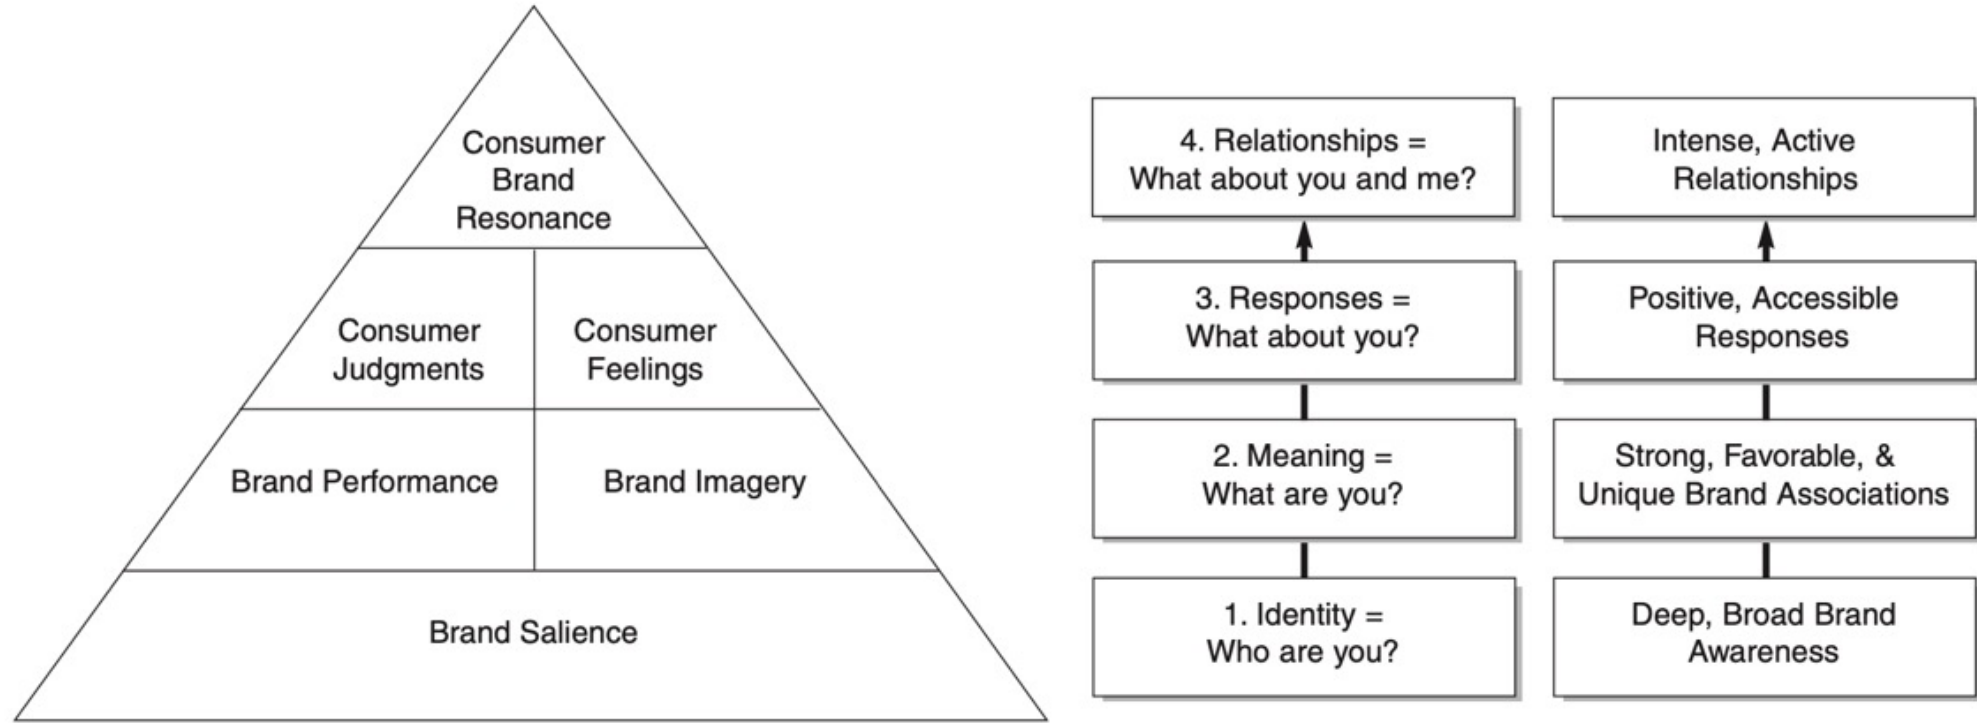 Consumer
Brand
Resonance
Consumer
Judgments
Consumer
Feelings
Brand Performance
Brand Imagery
Brand Salience
4. Relationships =
What about you and me?
3. Responses =
What about you?
2. Meaning =
What are you?
1. Identity =
Who are you?
Intense, Active
Relationships
Positive, Accessible
Responses
Strong, Favorable, &
Unique Brand Associations
Deep, Broad Brand
Awareness